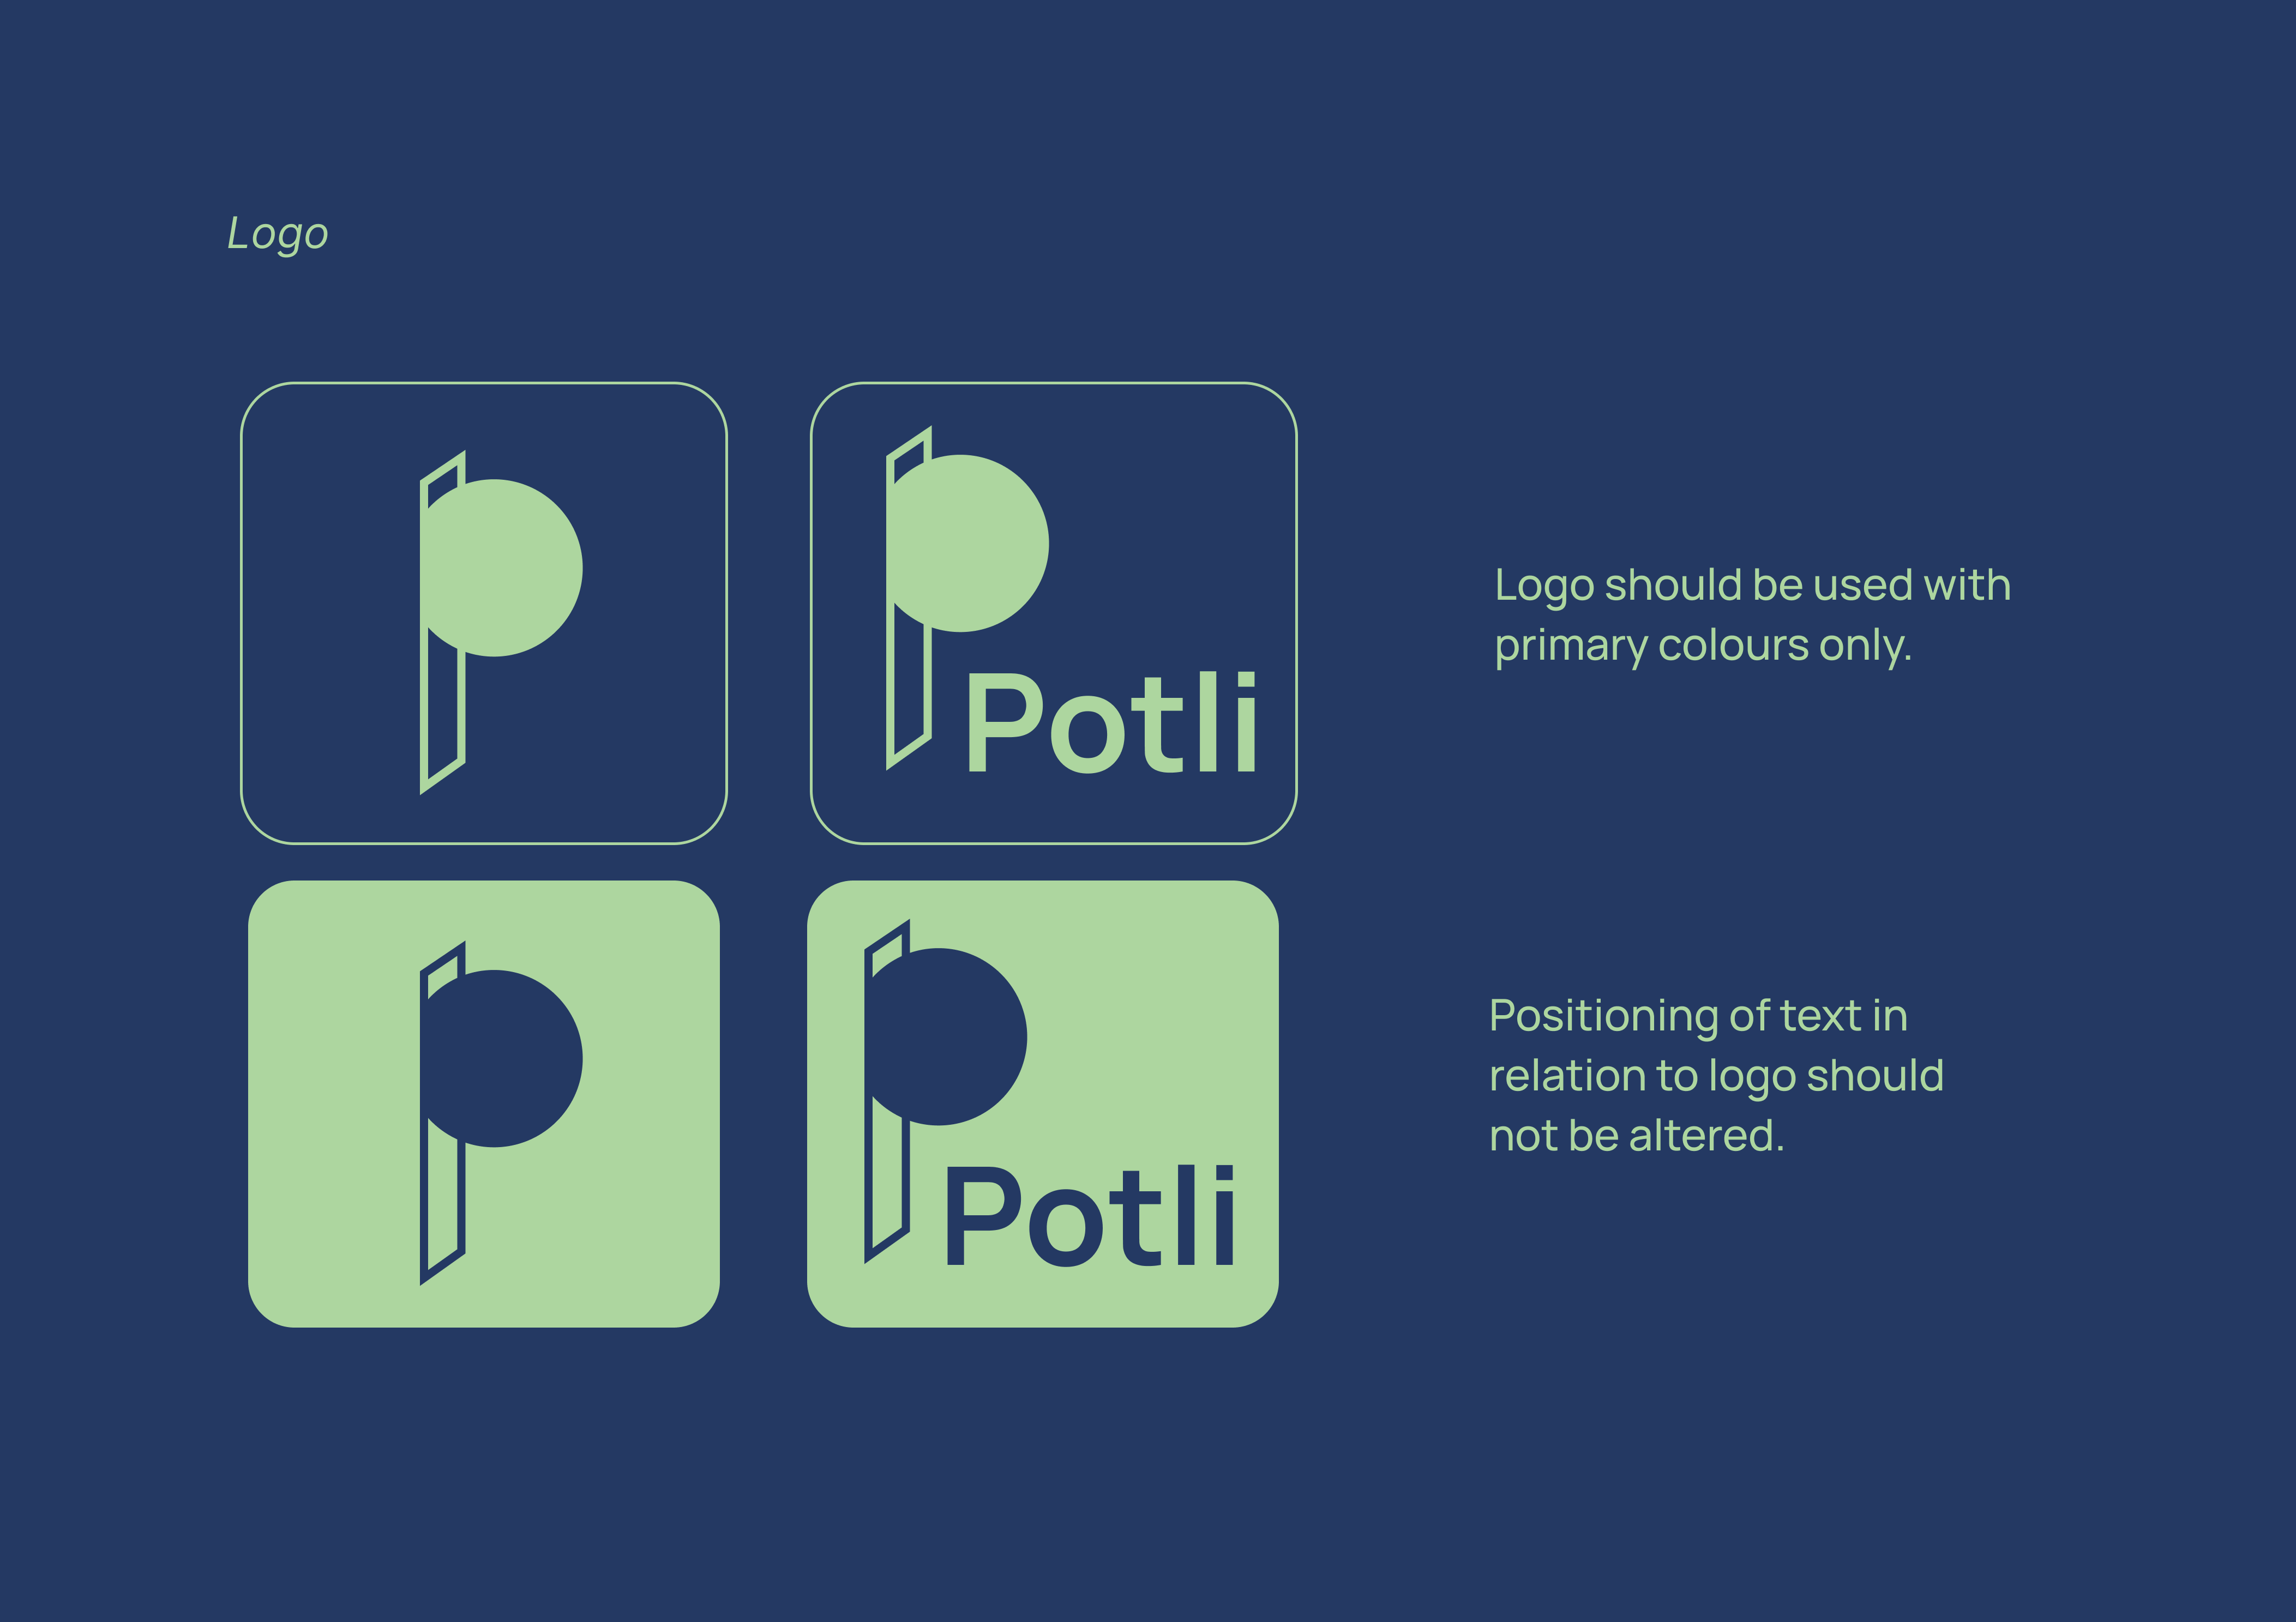 Logo
Potli
Logo should be used with
primary colours only.
Potli
Positioning of text in
relation to logo should
not be altered.